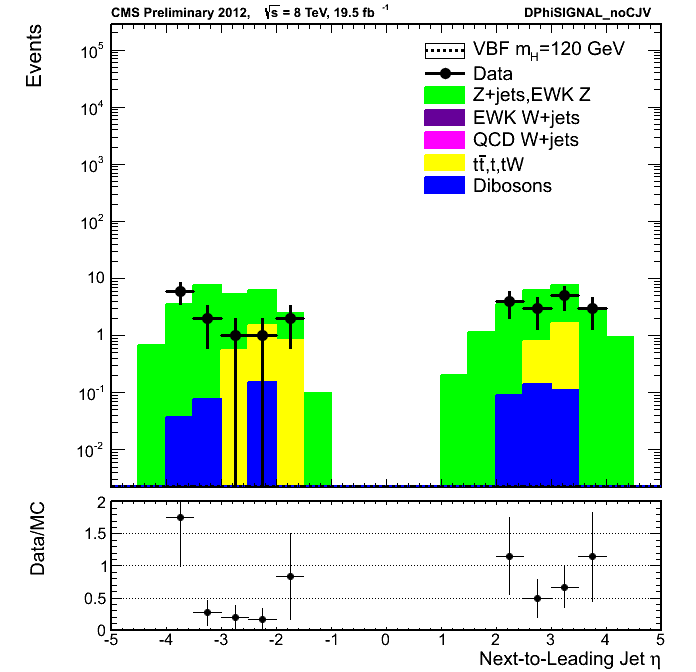 CMS Preliminary 2012, √s = 8 TeV, 19.5 fb⁻¹ DPhiSIGNAL_noCJV
Events
VBF m_H=120 GeV
Data
Z+jets,EWK Z
EWK W+jets
QCD W+jets
tt̄,t,tW
Dibosons
10⁵
10⁴
10³
10²
10
1
10⁻¹
10⁻²
Data/MC
2
1.5
1
0.5
0
-5 -4 -3 -2 -1 0 1 2 3 4 5
Next-to-Leading Jet η